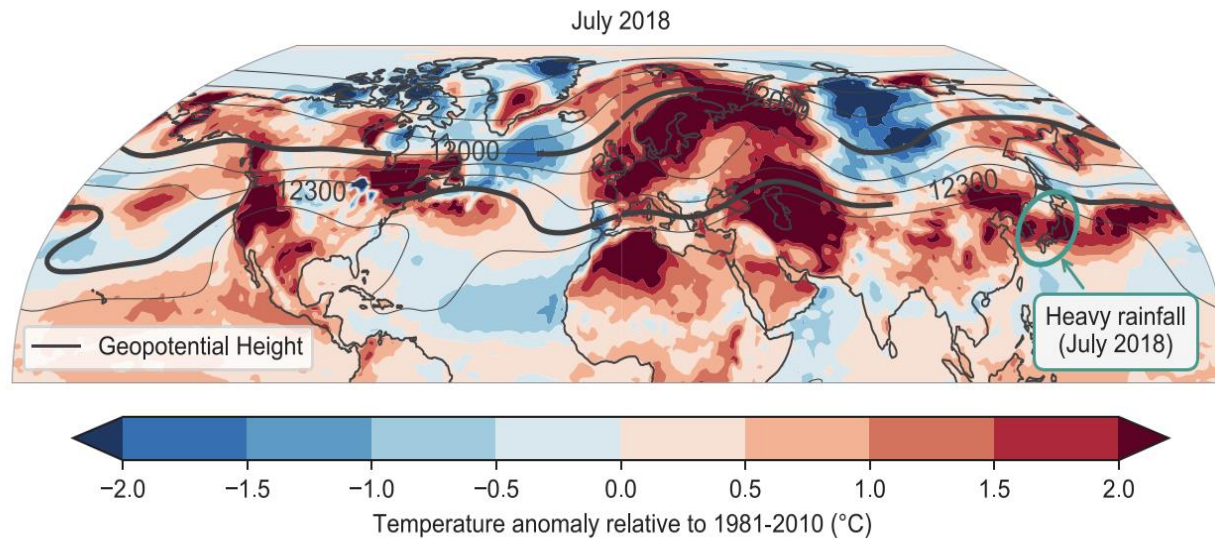 July 2018
12000
12000
12300
12300
Geopotential Height
Heavy rainfall
(July 2018)
−2.0 −1.5 −1.0 −0.5 0.0 0.5 1.0 1.5 2.0
Temperature anomaly relative to 1981-2010 (°C)